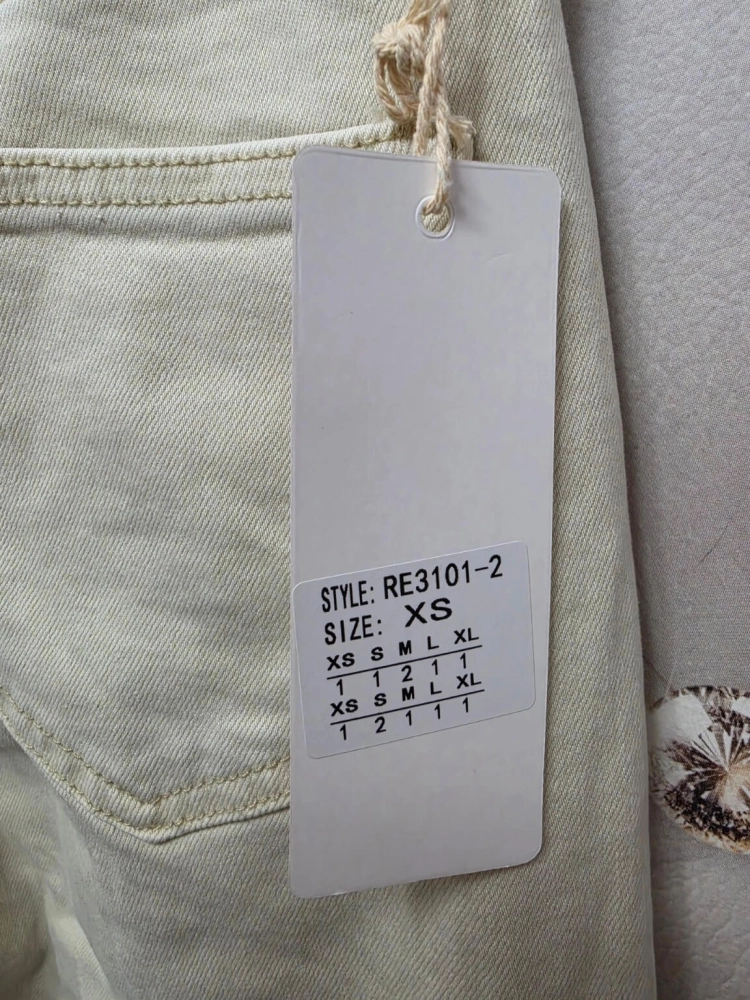 STYLE: RE3101-2
SIZE: XS
XS S M L XL
1 1 2 1 1
XS S M L XL
1 2 1 1 1